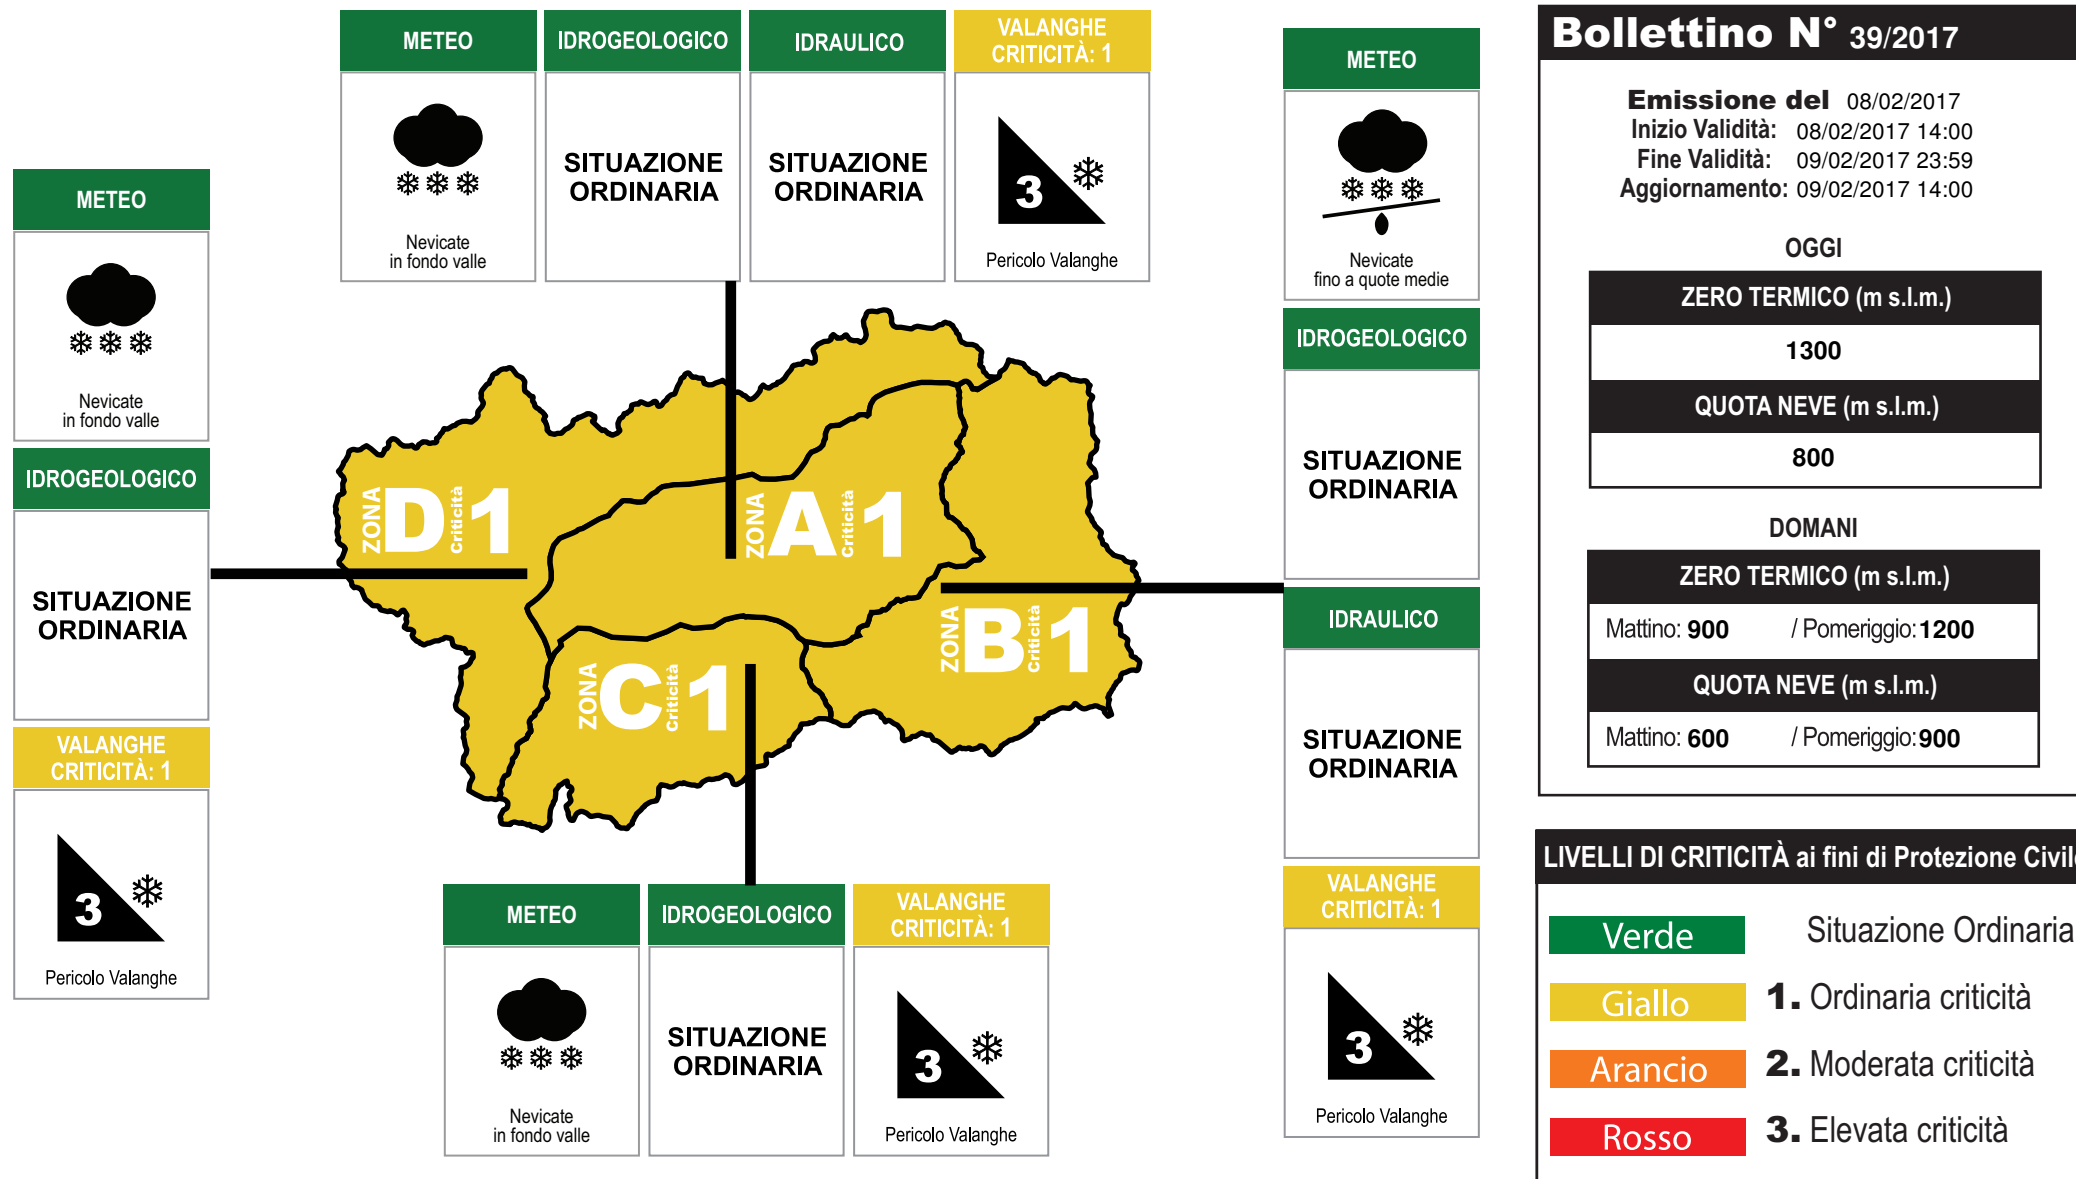 METEO
Nevicate
in fondo valle
IDROGEOLOGICO
SITUAZIONE
ORDINARIA
VALANGHE
CRITICITÀ: 1
3
Pericolo Valanghe
METEO
Nevicate
in fondo valle
IDROGEOLOGICO
SITUAZIONE
ORDINARIA
IDRAULICO
SITUAZIONE
ORDINARIA
VALANGHE
CRITICITÀ: 1
3
Pericolo Valanghe
ZONA D Criticità 1
ZONA A Criticità 1
ZONA B Criticità 1
ZONA C Criticità 1
METEO
Nevicate
in fondo valle
IDROGEOLOGICO
SITUAZIONE
ORDINARIA
VALANGHE
CRITICITÀ: 1
3
Pericolo Valanghe
METEO
Nevicate
fino a quote medie
IDROGEOLOGICO
SITUAZIONE
ORDINARIA
IDRAULICO
SITUAZIONE
ORDINARIA
VALANGHE
CRITICITÀ: 1
3
Pericolo Valanghe
Bollettino N° 39/2017
Emissione del 08/02/2017
Inizio Validità: 08/02/2017 14:00
Fine Validità: 09/02/2017 23:59
Aggiornamento: 09/02/2017 14:00
OGGI
ZERO TERMICO (m s.l.m.)
1300
QUOTA NEVE (m s.l.m.)
800
DOMANI
ZERO TERMICO (m s.l.m.)
Mattino: 900 / Pomeriggio: 1200
QUOTA NEVE (m s.l.m.)
Mattino: 600 / Pomeriggio: 900
LIVELLI DI CRITICITÀ ai fini di Protezione Civile
Verde Situazione Ordinaria
Giallo 1. Ordinaria criticità
Arancio 2. Moderata criticità
Rosso 3. Elevata criticità